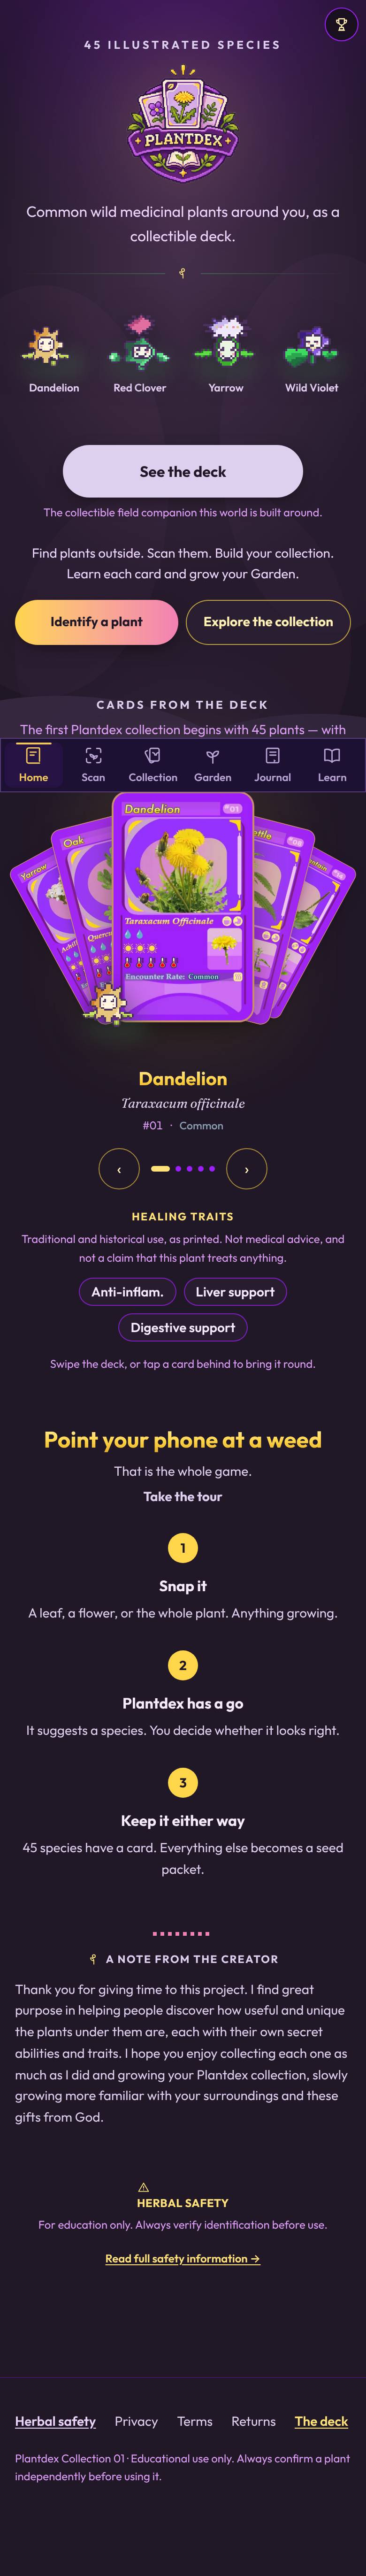 45 ILLUSTRATED SPECIES
PLANTDEX
Common wild medicinal plants around you, as a
collectible deck.
Dandelion
Red Clover
Yarrow
Wild Violet
See the deck
The collectible field companion this world is built around.
Find plants outside. Scan them. Build your collection.
Learn each card and grow your Garden.
Identify a plant
Explore the collection
CARDS FROM THE DECK
The first Plantdex collection begins with 45 plants — with
Home
Scan
Collection
Garden
Journal
Learn
Yarrow
Oak
Dandelion
Taraxacum Officinale
Encounter Rate: Common
Dandelion
Taraxacum officinale
#01 · Common
‹
›
HEALING TRAITS
Traditional and historical use, as printed. Not medical advice, and
not a claim that this plant treats anything.
Anti-inflam.
Liver support
Digestive support
Swipe the deck, or tap a card behind to bring it round.
Point your phone at a weed
That is the whole game.
Take the tour
1
Snap it
A leaf, a flower, or the whole plant. Anything growing.
2
Plantdex has a go
It suggests a species. You decide whether it looks right.
3
Keep it either way
45 species have a card. Everything else becomes a seed
packet.
A NOTE FROM THE CREATOR
Thank you for giving time to this project. I find great
purpose in helping people discover how useful and unique
the plants under them are, each with their own secret
abilities and traits. I hope you enjoy collecting each one as
much as I did and growing your Plantdex collection, slowly
growing more familiar with your surroundings and these
gifts from God.
HERBAL SAFETY
For education only. Always verify identification before use.
Read full safety information →
Herbal safety
Privacy
Terms
Returns
The deck
Plantdex Collection 01 · Educational use only. Always confirm a plant
independently before using it.